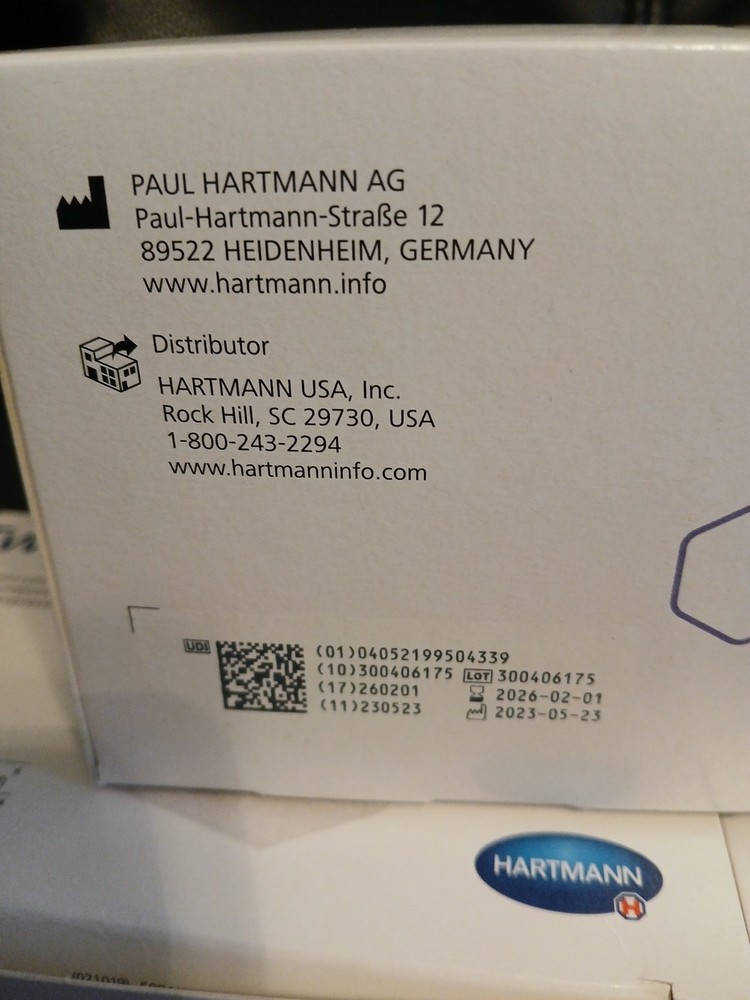 PAUL HARTMANN AG
Paul-Hartmann-Straße 12
89522 HEIDENHEIM, GERMANY
www.hartmann.info
Distributor
HARTMANN USA, Inc.
Rock Hill, SC 29730, USA
1-800-243-2294
www.hartmanninfo.com
UDI
(01)04052199504339
(10)300406175 LOT 300406175
(17)260201 2026-02-01
(11)230523 2023-05-23
HARTMANN
H